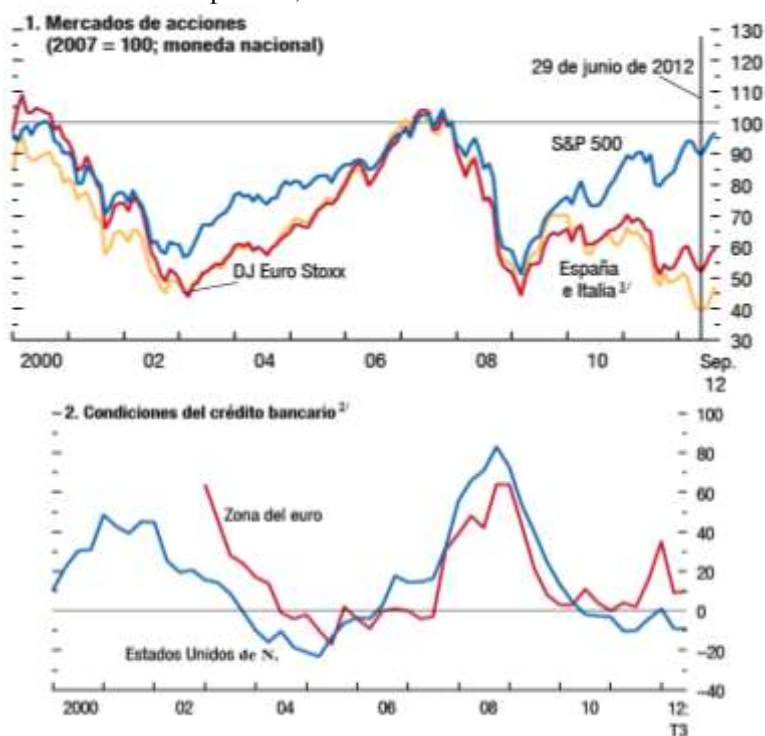 1. Mercados de acciones
(2007 = 100; moneda nacional)
130
29 de junio de 2012
120
110
100
S&P 500
90
80
70
DJ Euro Stoxx
España
e Italia 1/
60
50
40
30
2000 02 04 06 08 10 Sep.
12
2. Condiciones del crédito bancario 2/
100
80
60
Zona del euro
40
20
0
Estados Unidos de N.
-20
-40
2000 02 04 06 08 10 12:
T3